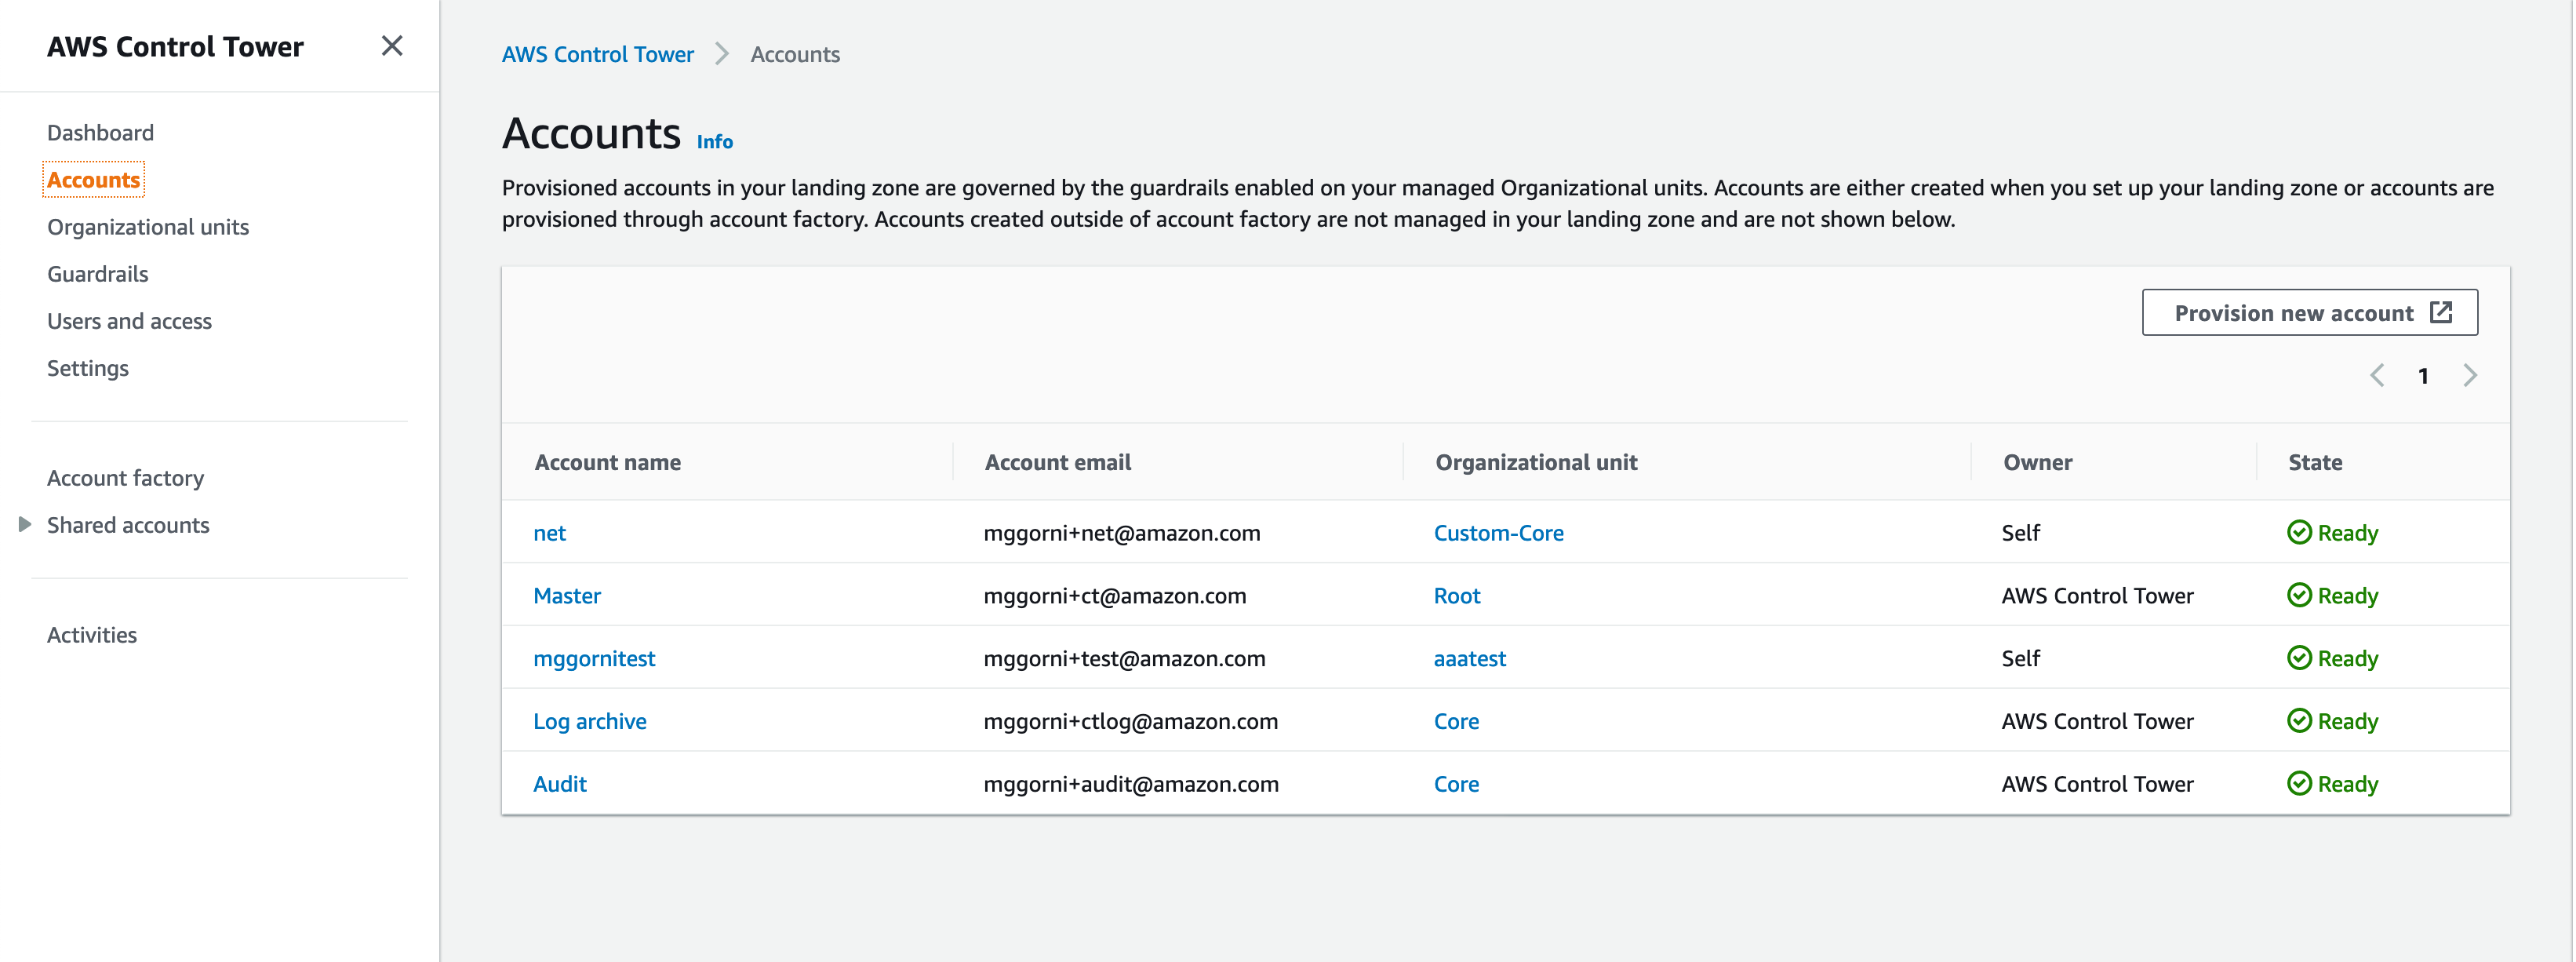 AWS Control Tower
Dashboard
Accounts
Organizational units
Guardrails
Users and access
Settings
Account factory
Shared accounts
Activities
AWS Control Tower > Accounts
Accounts Info
Provisioned accounts in your landing zone are governed by the guardrails enabled on your managed Organizational units. Accounts are either created when you set up your landing zone or accounts are
provisioned through account factory. Accounts created outside of account factory are not managed in your landing zone and are not shown below.
Provision new account
1
Account name Account email Organizational unit Owner State
net mggorni+net@amazon.com Custom-Core Self Ready
Master mggorni+ct@amazon.com Root AWS Control Tower Ready
mggornitest mggorni+test@amazon.com aaatest Self Ready
Log archive mggorni+ctlog@amazon.com Core AWS Control Tower Ready
Audit mggorni+audit@amazon.com Core AWS Control Tower Ready